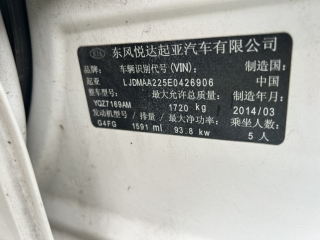 东风悦达起亚汽车有限公司
品牌: 车辆识别代号(VIN): 制造国:
起亚 LJDMAA225E0426906 中国
整车型号: 最大允许总质量: 制造年月:
YQZ7169AM 1720 kg 2014/03
发动机型号/排量/最大净功率: 乘坐人数:
G4FG 1591 ml 93.8 kw 5人